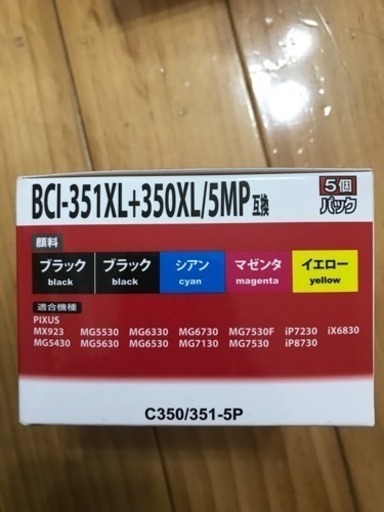 BCI-351XL+350XL/5MP互換
5個
パック
顔料
ブラック ブラック シアン マゼンタ イエロー
black black cyan magenta yellow
適合機種
PIXUS
MX923 MG5530 MG6330 MG6730 MG7530F iP7230 iX6830
MG5430 MG5630 MG6530 MG7130 MG7530 iP8730
C350/351-5P